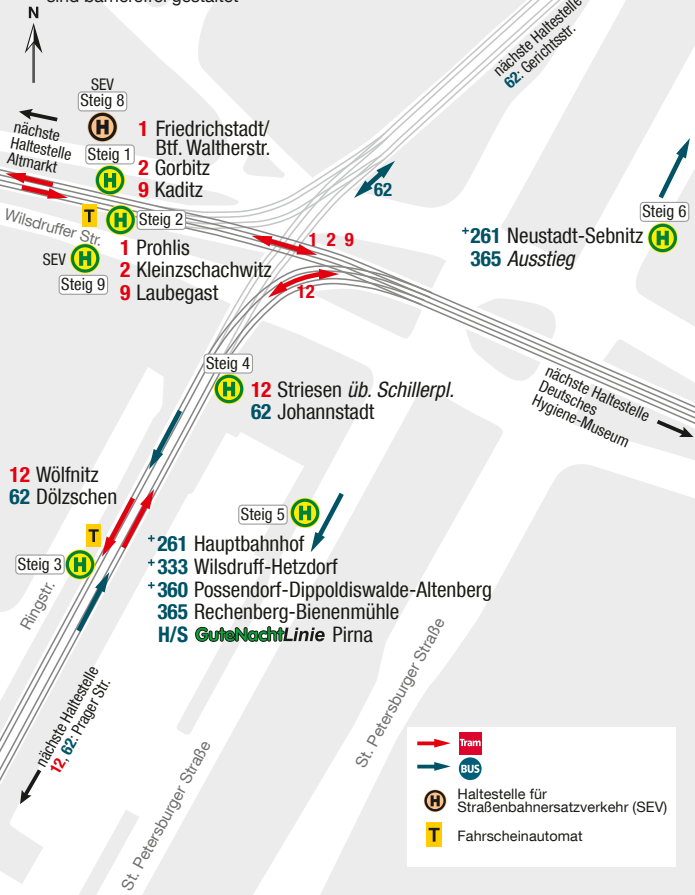 sind barrierefrei gestaltet
N
nächste Haltestelle
62: Gerichtsstr.
SEV
Steig 8
H
nächste
Haltestelle
Altmarkt
1 Friedrichstadt/
Btf. Waltherstr.
2 Gorbitz
9 Kaditz
Steig 1
H
62
T
H
Steig 2
Wilsdruffer Str.
Steig 6
+261 Neustadt-Sebnitz
H
365 Ausstieg
1 2 9
SEV
H
Steig 9
1 Prohlis
2 Kleinzschachwitz
9 Laubegast
12
Steig 4
H
12 Striesen üb. Schillerpl.
62 Johannstadt
nächste Haltestelle
Deutsches
Hygiene-Museum
12 Wölfnitz
62 Dölzschen
T
Steig 3
H
Steig 5
H
+261 Hauptbahnhof
+333 Wilsdruff-Hetzdorf
+360 Possendorf-Dippoldiswalde-Altenberg
365 Rechenberg-Bienenmühle
H/S GuteNachtLinie Pirna
Ringstr.
nächste Haltestelle
12, 62: Prager Str.
St. Petersburger Straße
St. Petersburger Straße
Tram
BUS
H
Haltestelle für
Straßenbahnersatzverkehr (SEV)
T
Fahrscheinautomat